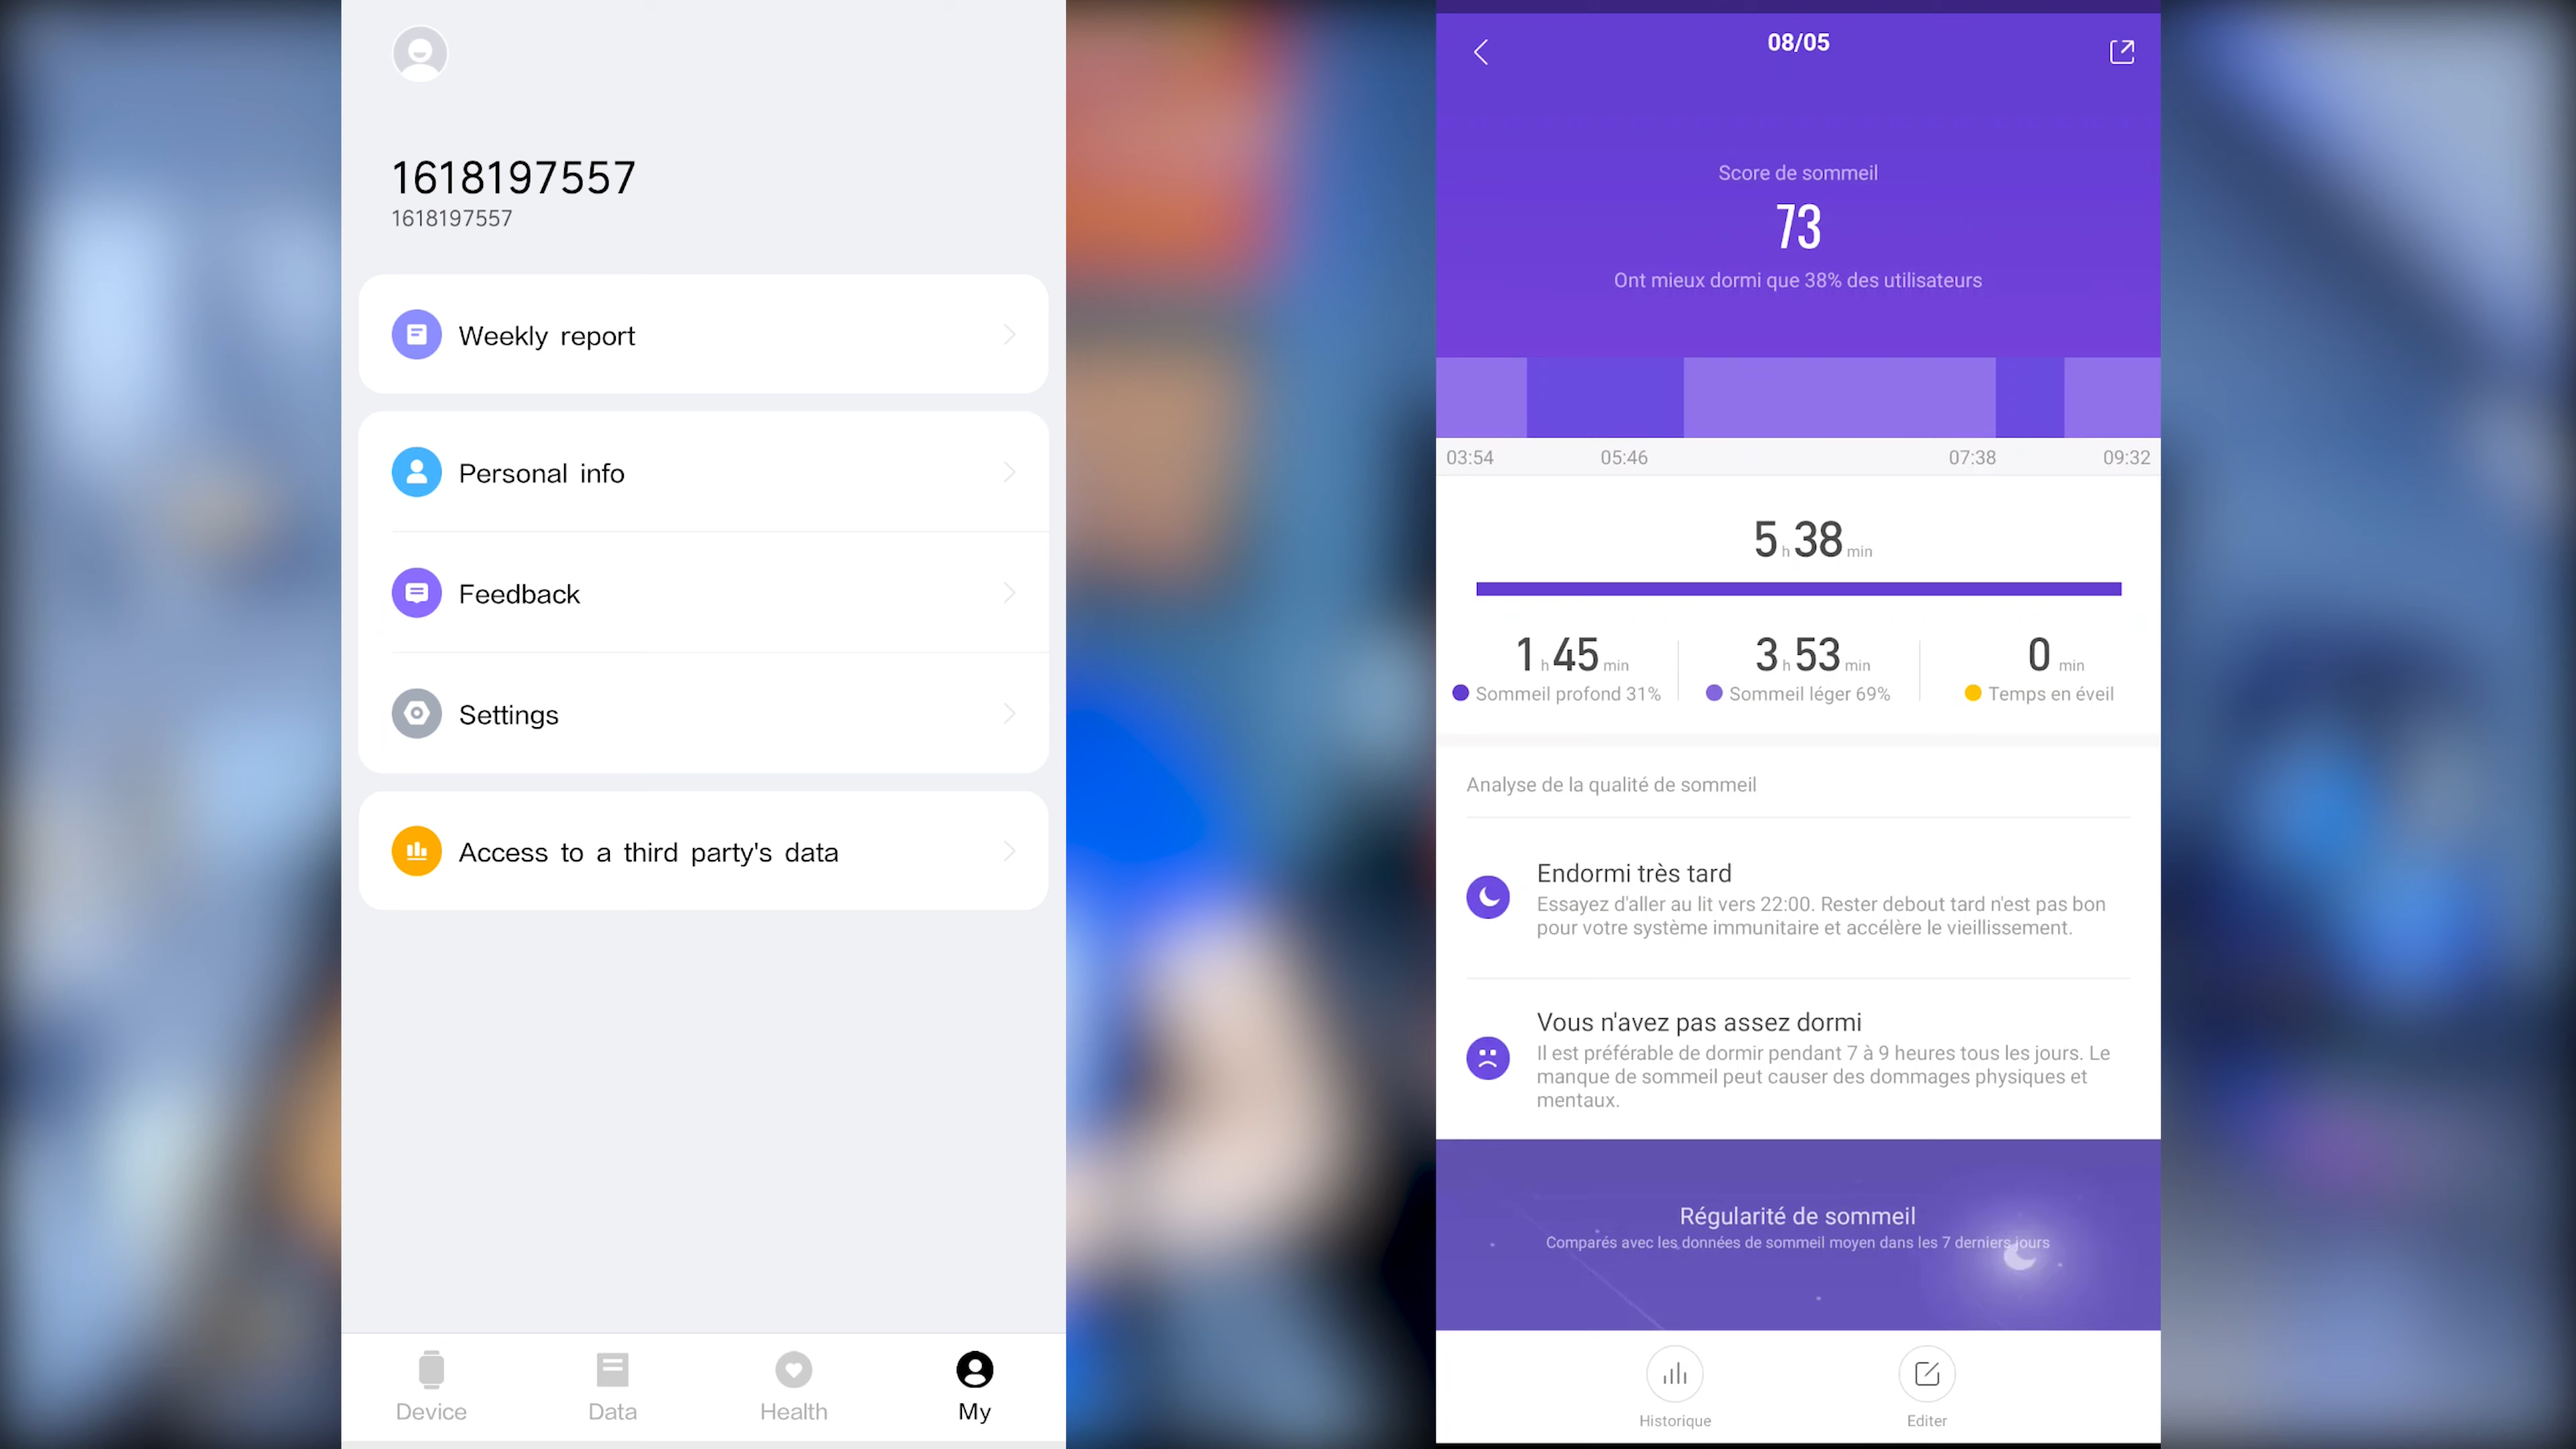 1618197557
1618197557
Weekly report
Personal info
Feedback
Settings
Access to a third party's data
Device
Data
Health
My
08/05
Score de sommeil
73
Ont mieux dormi que 38% des utilisateurs
03:54 05:46 07:38 09:32
5 h 38 min
1 h 45 min 3 h 53 min 0 min
Sommeil profond 31% Sommeil léger 69% Temps en éveil
Analyse de la qualité de sommeil
Endormi très tard
Essayez d'aller au lit vers 22:00. Rester debout tard n'est pas bon
pour votre système immunitaire et accélère le vieillissement.
Vous n'avez pas assez dormi
Il est préférable de dormir pendant 7 à 9 heures tous les jours. Le
manque de sommeil peut causer des dommages physiques et
mentaux.
Régularité de sommeil
Comparés avec les données de sommeil moyen dans les 7 derniers jours
Historique
Editer